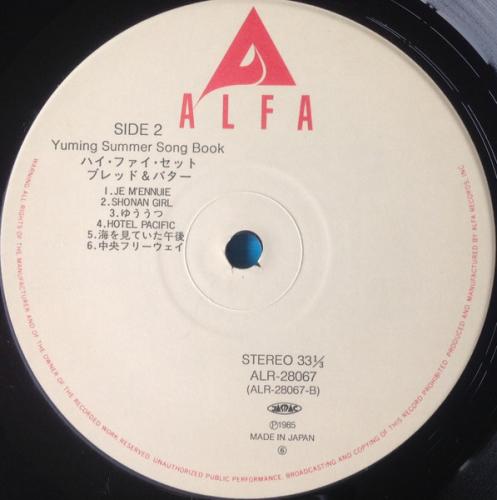 ALFA
SIDE 2
Yuming Summer Song Book
ハイ・ファイ・セット
ブレッド&バター
1.JE M'ENNUIE
2.SHONAN GIRL
3.ゆううつ
4.HOTEL PACIFIC
5.海を見ていた午後
6.中央フリーウェイ
STEREO 33⅓
ALR-28067
(ALR-28067-B)
JASRAC
Ⓟ1985
MADE IN JAPAN
⑥
WARNING: ALL RIGHTS OF THE MANUFACTURER AND OF THE OWNER OF THE RECORDED WORK RESERVED. UNAUTHORIZED PUBLIC PERFORMANCE, BROADCASTING AND COPYING OF THIS RECORD PROHIBITED. PRODUCED AND MANUFACTURED BY ALFA RECORDS, INC.